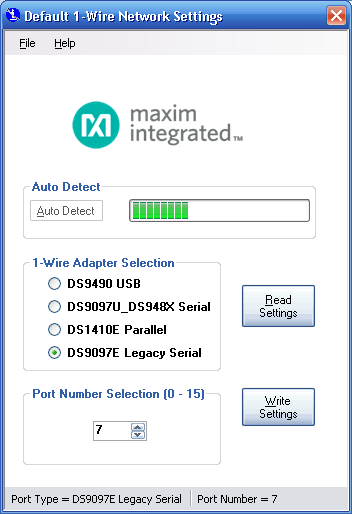 Default 1-Wire Network Settings
File Help
maxim
integrated™
Auto Detect
Auto Detect
1-Wire Adapter Selection
DS9490 USB
DS9097U_DS948X Serial
DS1410E Parallel
DS9097E Legacy Serial
Read
Settings
Port Number Selection (0 - 15)
7
Write
Settings
Port Type = DS9097E Legacy Serial Port Number = 7